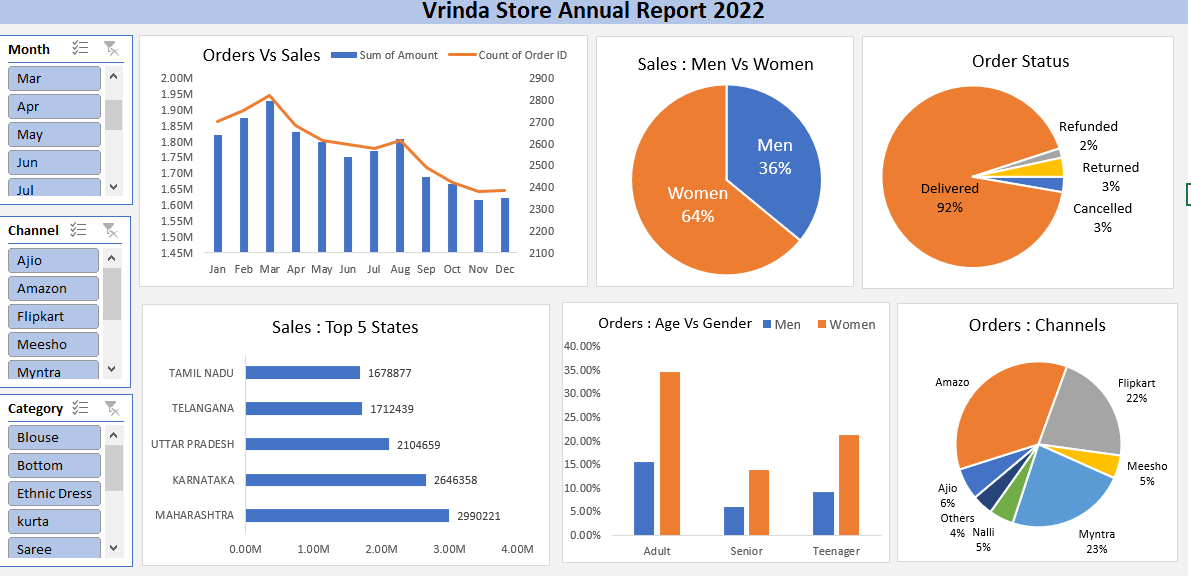 Vrinda Store Annual Report 2022
Month
Mar
Apr
May
Jun
Jul
Channel
Ajio
Amazon
Flipkart
Meesho
Myntra
Category
Blouse
Bottom
Ethnic Dress
kurta
Saree
Orders Vs Sales
Sum of Amount
Count of Order ID
2.00M
1.95M
1.90M
1.85M
1.80M
1.75M
1.70M
1.65M
1.60M
1.55M
1.50M
1.45M
2900
2800
2700
2600
2500
2400
2300
2200
2100
Jan Feb Mar Apr May Jun Jul Aug Sep Oct Nov Dec
Sales : Men Vs Women
Men
36%
Women
64%
Order Status
Refunded
2%
Returned
3%
Cancelled
3%
Delivered
92%
Sales : Top 5 States
TAMIL NADU 1678877
TELANGANA 1712439
UTTAR PRADESH 2104659
KARNATAKA 2646358
MAHARASHTRA 2990221
0.00M 1.00M 2.00M 3.00M 4.00M
Orders : Age Vs Gender
Men
Women
40.00%
35.00%
30.00%
25.00%
20.00%
15.00%
10.00%
5.00%
0.00%
Adult Senior Teenager
Orders : Channels
Amazo
Flipkart
22%
Meesho
5%
Myntra
23%
Nalli
5%
Others
4%
Ajio
6%